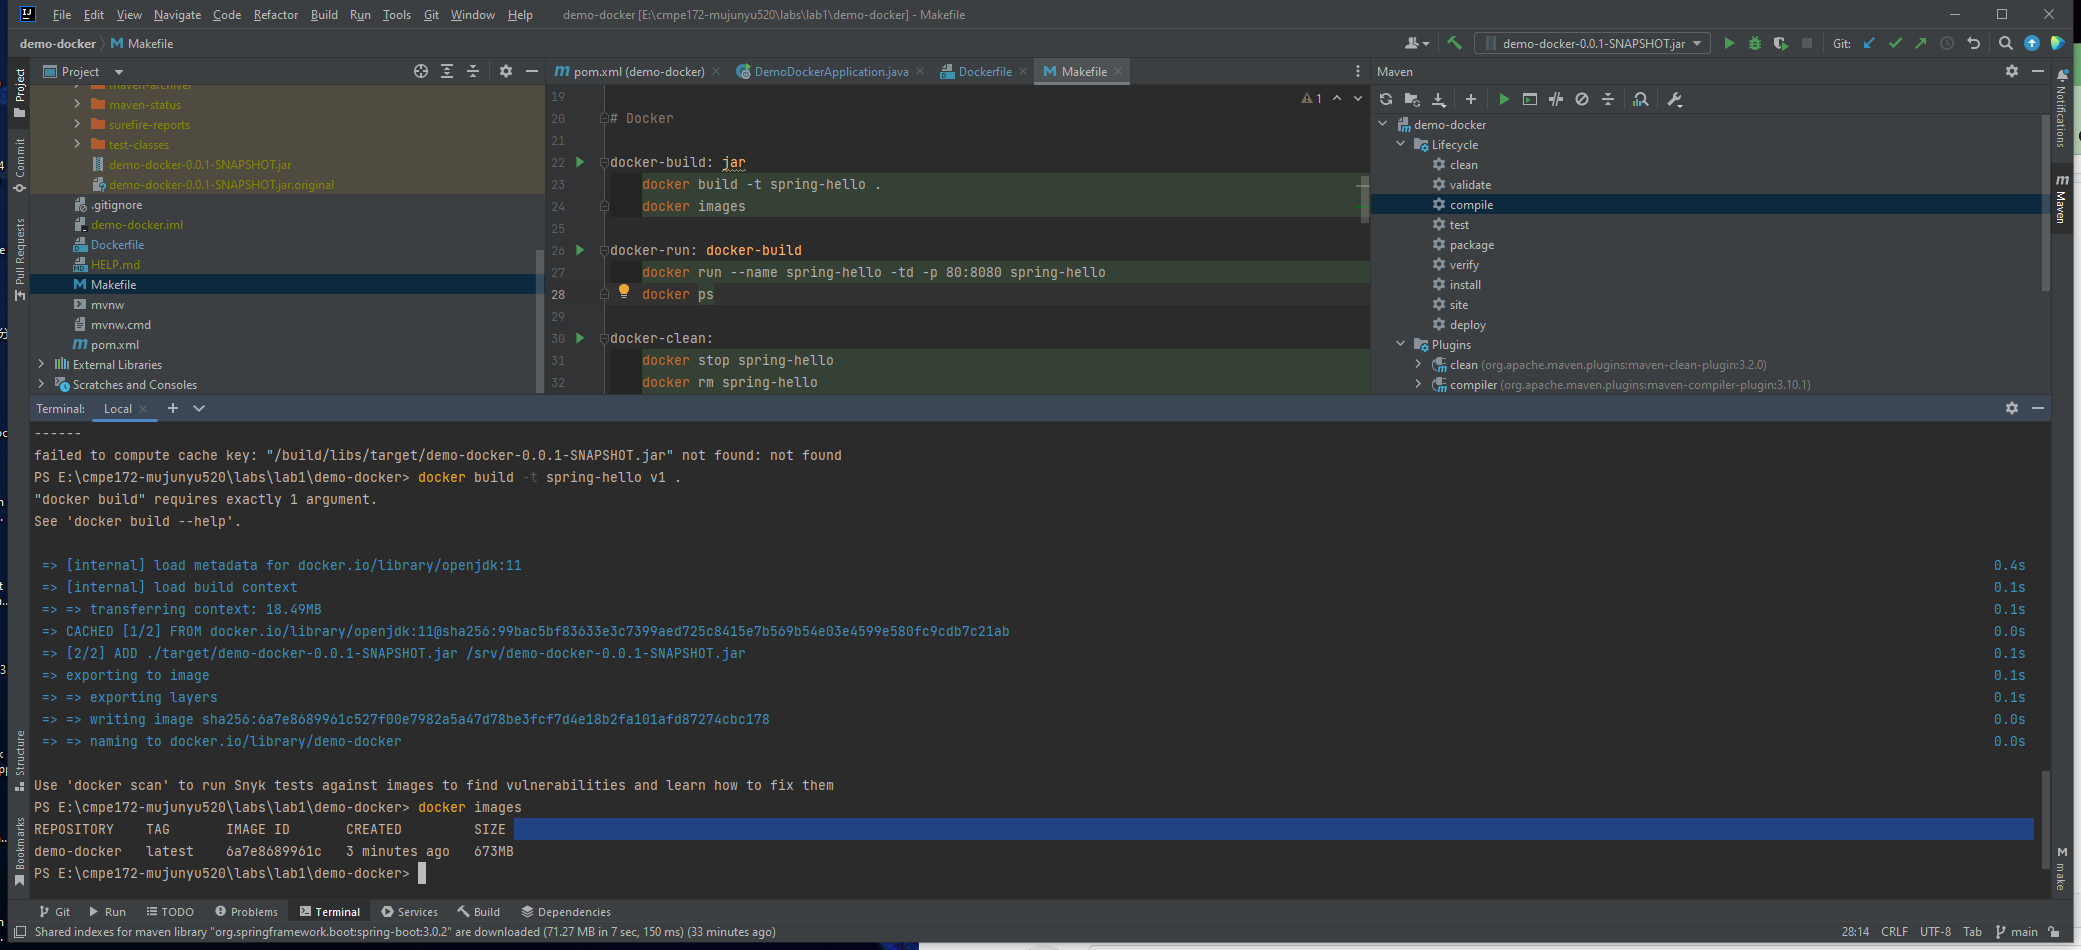 File Edit View Navigate Code Refactor Build Run Tools Git Window Help demo-docker [E:\cmpe172-mujunyu520\labs\lab1\demo-docker] - Makefile
demo-docker Makefile
demo-docker-0.0.1-SNAPSHOT.jar
Git:
Project
pom.xml (demo-docker)
DemoDockerApplication.java
Dockerfile
Makefile
Maven
Project
Commit
Pull Requests
Structure
Bookmarks
maven-archiver
maven-status
surefire-reports
test-classes
demo-docker-0.0.1-SNAPSHOT.jar
demo-docker-0.0.1-SNAPSHOT.jar.original
.gitignore
demo-docker.iml
Dockerfile
HELP.md
Makefile
mvnw
mvnw.cmd
pom.xml
External Libraries
Scratches and Consoles
1
19
20 # Docker
21
22 docker-build: jar
23 docker build -t spring-hello .
24 docker images
25
26 docker-run: docker-build
27 docker run --name spring-hello -td -p 80:8080 spring-hello
28 docker ps
29
30 docker-clean:
31 docker stop spring-hello
32 docker rm spring-hello
demo-docker
Lifecycle
clean
validate
compile
test
package
verify
install
site
deploy
Plugins
clean (org.apache.maven.plugins:maven-clean-plugin:3.2.0)
compiler (org.apache.maven.plugins:maven-compiler-plugin:3.10.1)
Notifications
Maven
make
Terminal: Local
------
failed to compute cache key: "/build/libs/target/demo-docker-0.0.1-SNAPSHOT.jar" not found: not found
PS E:\cmpe172-mujunyu520\labs\lab1\demo-docker> docker build -t spring-hello v1 .
"docker build" requires exactly 1 argument.
See 'docker build --help'.
=> [internal] load metadata for docker.io/library/openjdk:11 0.4s
=> [internal] load build context 0.1s
=> => transferring context: 18.49MB 0.1s
=> CACHED [1/2] FROM docker.io/library/openjdk:11@sha256:99bac5bf83633e3c7399aed725c8415e7b569b54e03e4599e580fc9cdb7c21ab 0.0s
=> [2/2] ADD ./target/demo-docker-0.0.1-SNAPSHOT.jar /srv/demo-docker-0.0.1-SNAPSHOT.jar 0.1s
=> exporting to image 0.1s
=> => exporting layers 0.1s
=> => writing image sha256:6a7e8689961c527f00e7982a5a47d78be3fcf7d4e18b2fa101afd87274cbc178 0.0s
=> => naming to docker.io/library/demo-docker 0.0s
Use 'docker scan' to run Snyk tests against images to find vulnerabilities and learn how to fix them
PS E:\cmpe172-mujunyu520\labs\lab1\demo-docker> docker images
REPOSITORY TAG IMAGE ID CREATED SIZE
demo-docker latest 6a7e8689961c 3 minutes ago 673MB
PS E:\cmpe172-mujunyu520\labs\lab1\demo-docker>
Git Run TODO Problems Terminal Services Build Dependencies
Shared indexes for maven library "org.springframework.boot:spring-boot:3.0.2" are downloaded (71.27 MB in 7 sec, 150 ms) (33 minutes ago) 28:14 CRLF UTF-8 Tab main